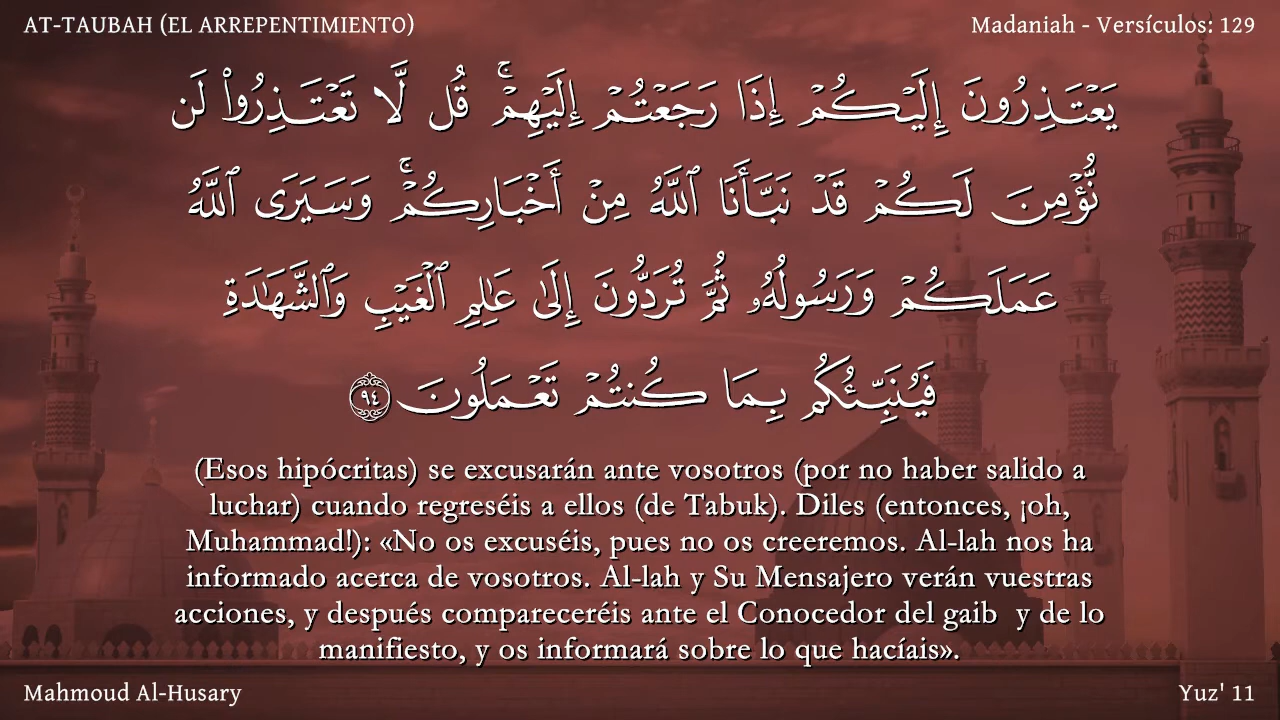 AT-TAUBAH (EL ARREPENTIMIENTO)
Madaniah - Versículos: 129
يَعْتَذِرُونَ إِلَيْكُمْ إِذَا رَجَعْتُمْ إِلَيْهِمْ ۚ قُل لَّا تَعْتَذِرُوا۟ لَن
نُّؤْمِنَ لَكُمْ قَدْ نَبَّأَنَا ٱللَّهُ مِنْ أَخْبَارِكُمْ ۚ وَسَيَرَى ٱللَّهُ
عَمَلَكُمْ وَرَسُولُهُۥ ثُمَّ تُرَدُّونَ إِلَىٰ عَـٰلِمِ ٱلْغَيْبِ وَٱلشَّهَـٰدَةِ
فَيُنَبِّئُكُم بِمَا كُنتُمْ تَعْمَلُونَ ٩٤
(Esos hipócritas) se excusarán ante vosotros (por no haber salido a
luchar) cuando regreséis a ellos (de Tabuk). Diles (entonces, ¡oh,
Muhammad!): «No os excuséis, pues no os creeremos. Al-lah nos ha
informado acerca de vosotros. Al-lah y Su Mensajero verán vuestras
acciones, y después compareceréis ante el Conocedor del gaib y de lo
manifiesto, y os informará sobre lo que hacíais».
Mahmoud Al-Husary
Yuz' 11